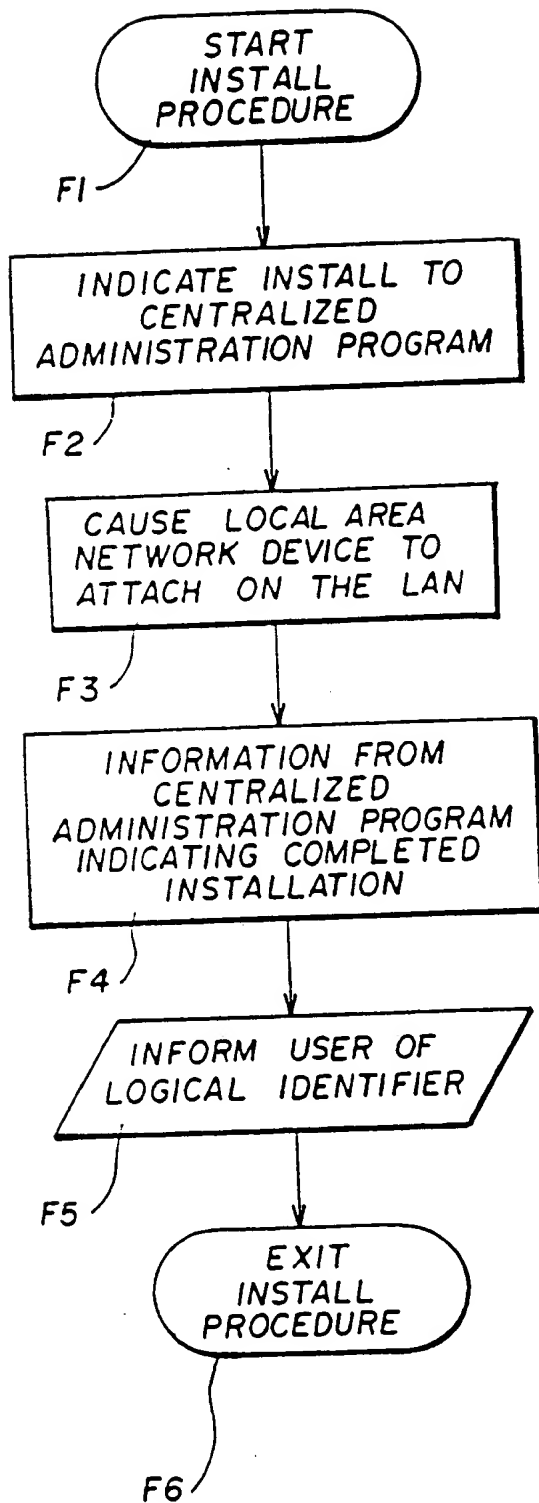 START
INSTALL
PROCEDURE
F1
INDICATE INSTALL TO
CENTRALIZED
ADMINISTRATION PROGRAM
F2
CAUSE LOCAL AREA
NETWORK DEVICE TO
ATTACH ON THE LAN
F3
INFORMATION FROM
CENTRALIZED
ADMINISTRATION PROGRAM
INDICATING COMPLETED
INSTALLATION
F4
INFORM USER OF
LOGICAL IDENTIFIER
F5
EXIT
INSTALL
PROCEDURE
F6